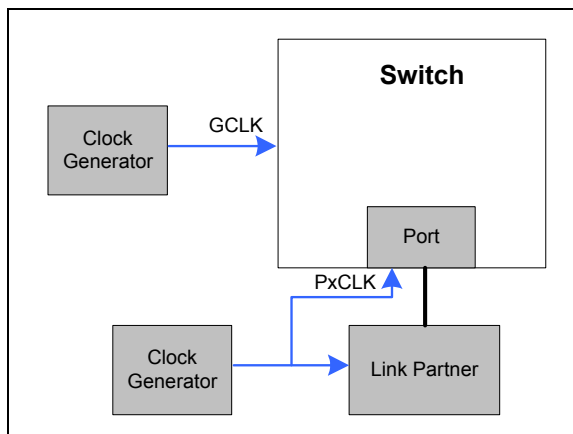 Switch
GCLK
Clock
Generator
Port
PxCLK
Clock
Generator
Link Partner